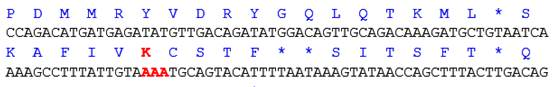 P D M M R Y V D R Y G Q L Q T K M L * S
CCAGACATGATGAGATATGTTGACAGATATGGACAGTTGCAGACAAAGATGCTGTAATCA
K A F I V K C S T F * * S I T S F T * Q
AAAGCCTTTATTGTAAAATGCAGTACATTTTAATAAAGTATAACCAGCTTTACTTGACAG